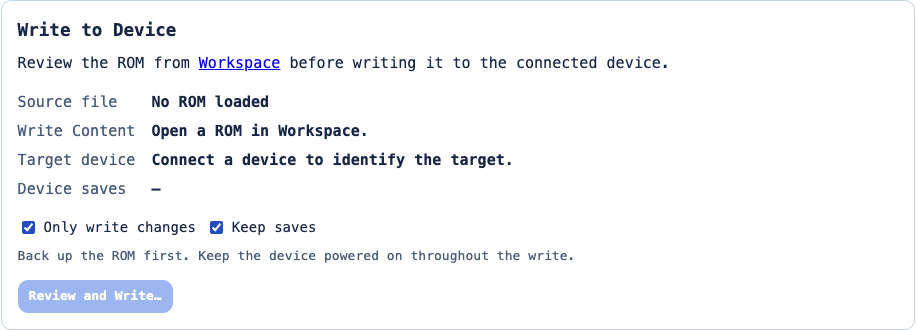 Write to Device
Review the ROM from Workspace before writing it to the connected device.
Source file No ROM loaded
Write Content Open a ROM in Workspace.
Target device Connect a device to identify the target.
Device saves —
Only write changes Keep saves
Back up the ROM first. Keep the device powered on throughout the write.
Review and Write…